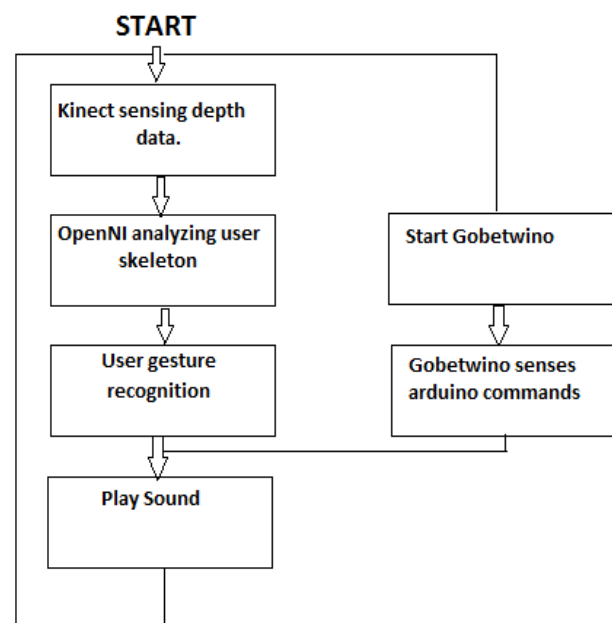 START
Kinect sensing depth
data.
OpenNI analyzing user
skeleton
Start Gobetwino
User gesture
recognition
Gobetwino senses
arduino commands
Play Sound